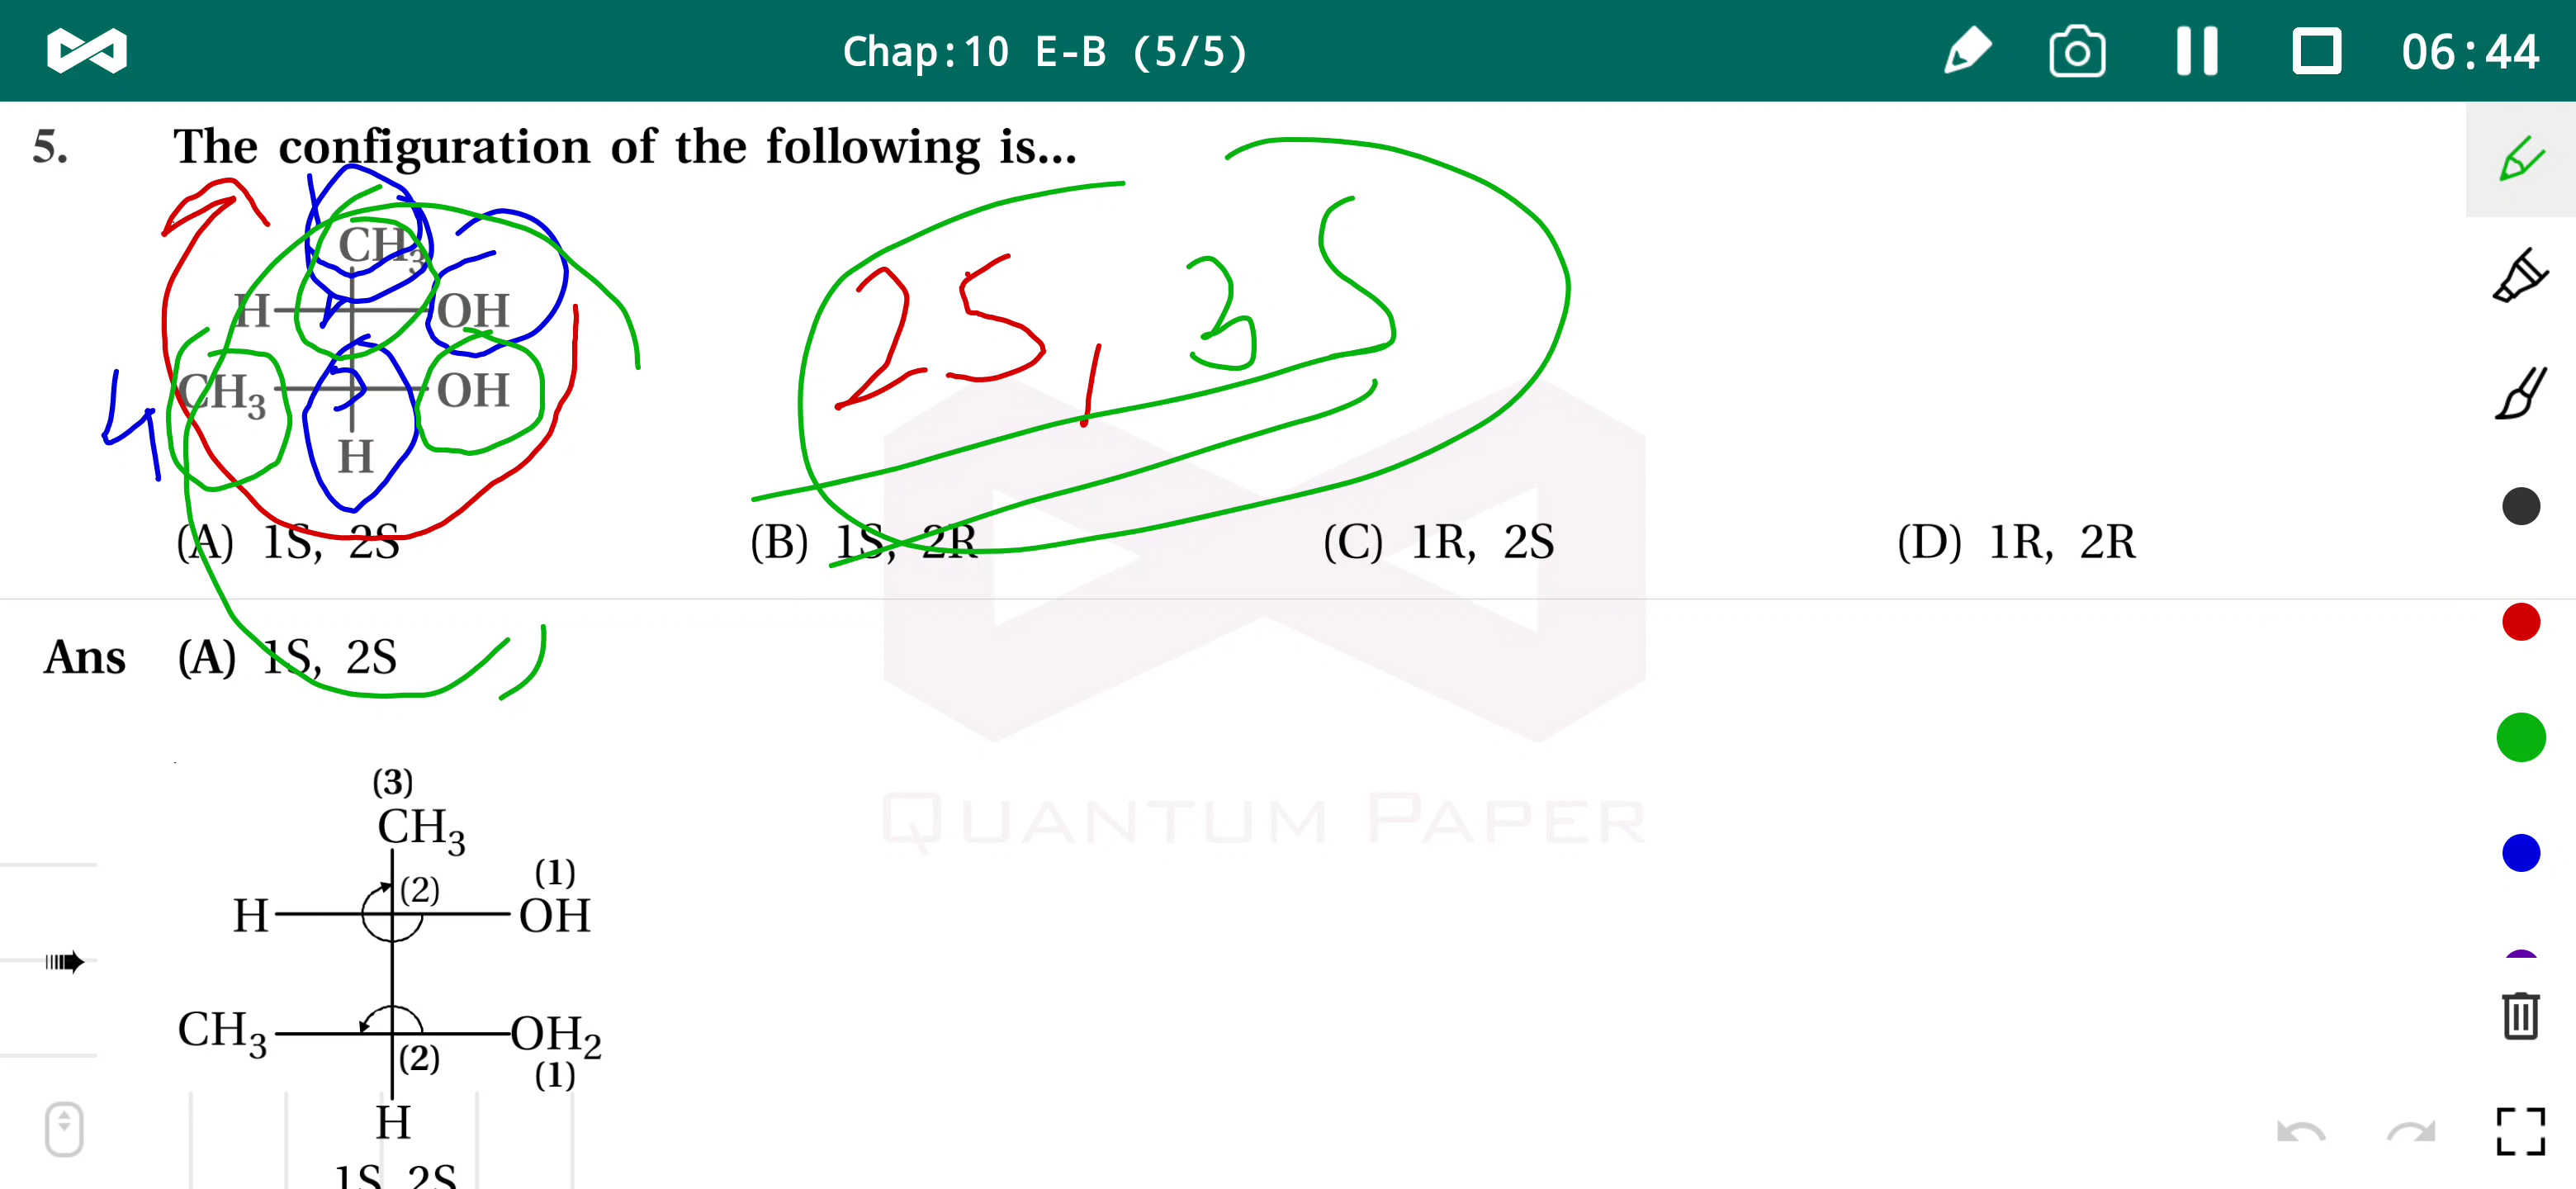 Chap:10 E-B (5/5)
06:44
5. The configuration of the following is...
CH3
H OH
CH3 OH
H
4
2S, 3S
(A) 1S, 2S (B) 1S, 2R (C) 1R, 2S (D) 1R, 2R
Ans (A) 1S, 2S
(3)
CH3
(2) (1)
H OH
CH3 OH2
(2) (1)
H
1S 2S
QUANTUM PAPER